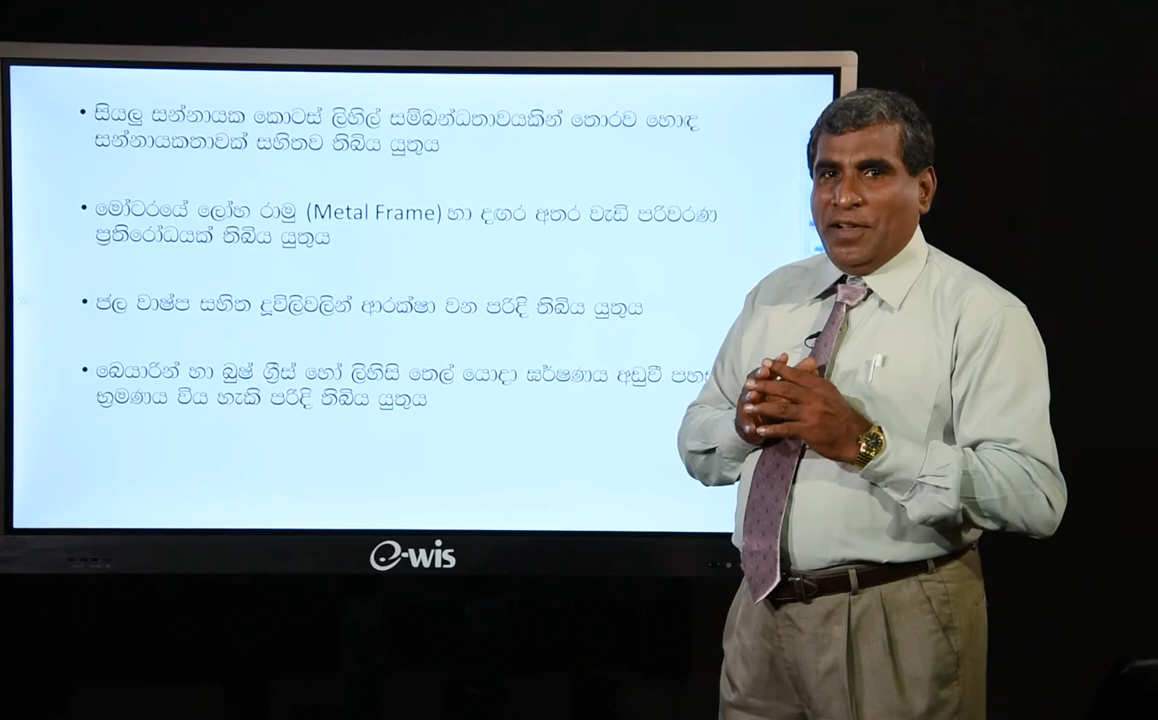 • සියලු සන්නායක කොටස් ලිහිල් සම්බන්ධතාවයකින් තොරව හොඳ
සන්නායකතාවක් සහිතව තිබිය යුතුය
• මෝටරයේ ලෝහ රාමු (Metal Frame) හා දඟර අතර වැඩි පරිවරණ
ප්‍රතිරෝධයක් තිබිය යුතුය
• ජල වාෂ්ප සහිත දූවිලිවලින් ආරක්ෂා වන පරිදි තිබිය යුතුය
• බෙයාරින් හා බුෂ් ග්‍රීස් හෝ ලිහිසි තෙල් යොදා ඝර්ෂණය අඩුවී
භ්‍රමණය විය හැකි පරිදි තිබිය යුතුය
e-wis